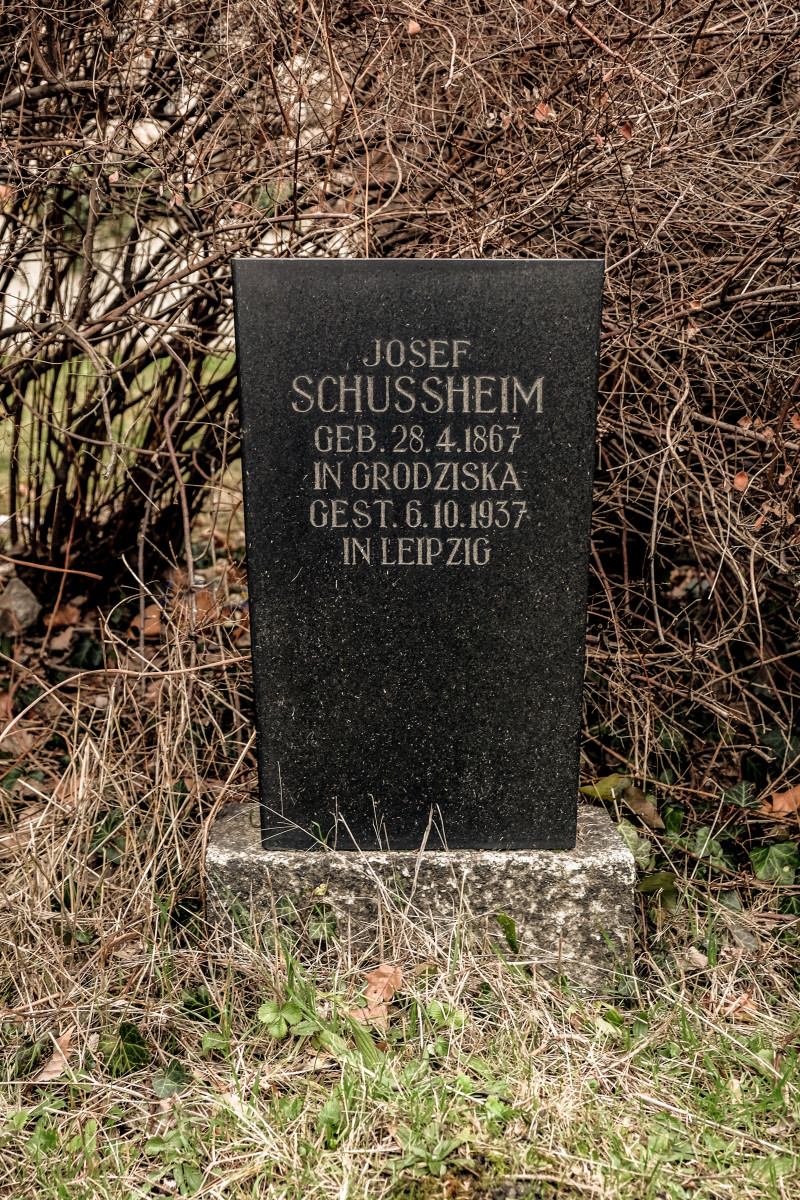 JOSEF
SCHUSSHEIM
GEB. 28.4.1867
IN GRODZISKA
GEST. 6.10.1937
IN LEIPZIG